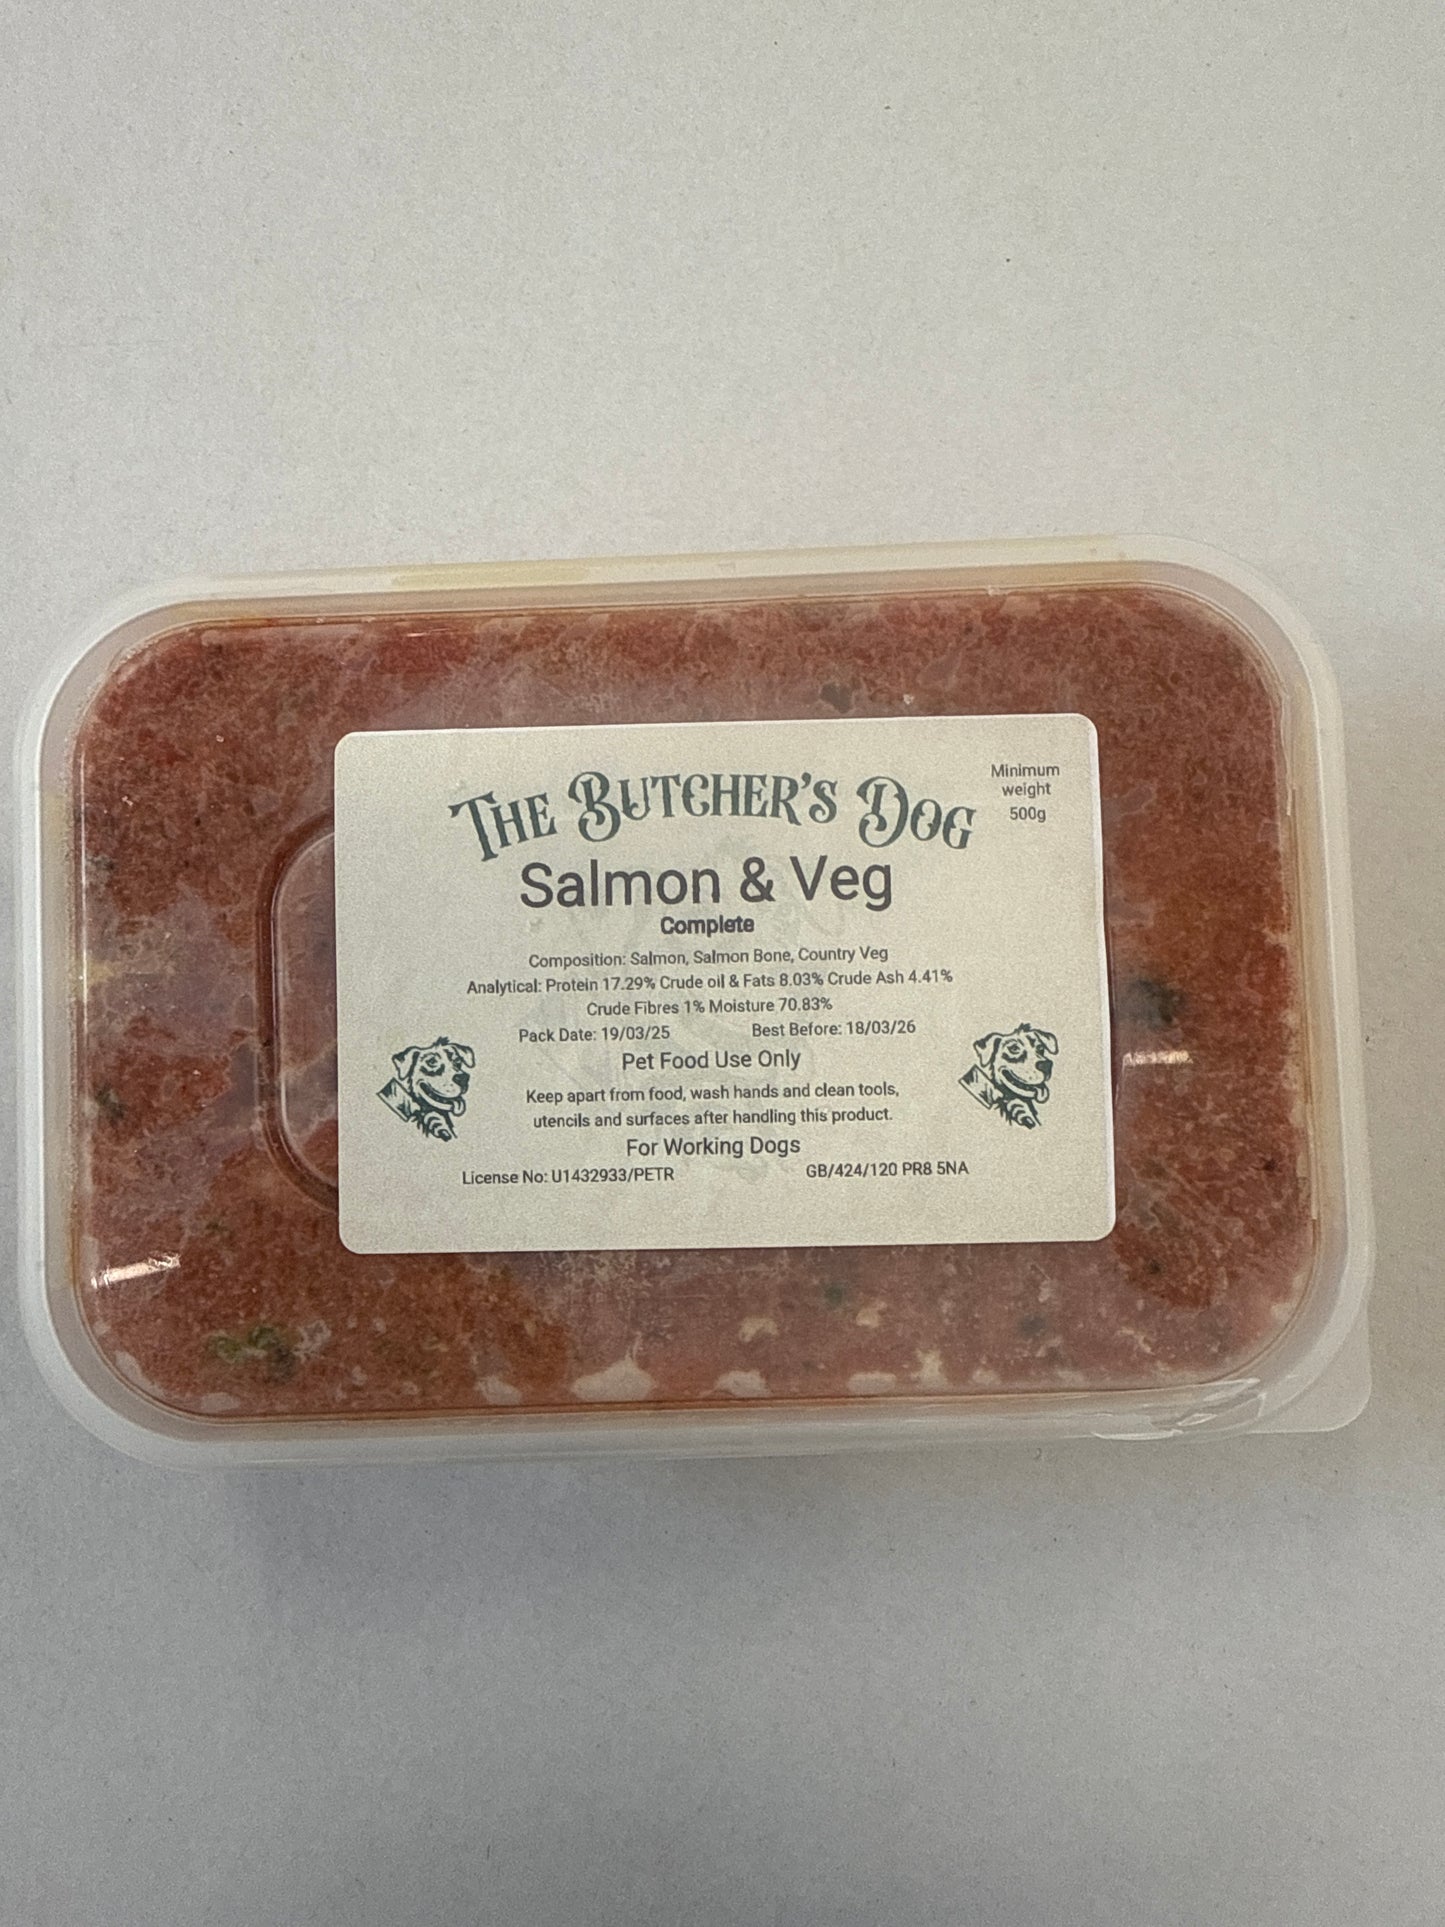 Minimum
weight
500g
THE BUTCHER'S DOG
Salmon & Veg
Complete
Composition: Salmon, Salmon Bone, Country Veg
Analytical: Protein 17.29% Crude oil & Fats 8.03% Crude Ash 4.41%
Crude Fibres 1% Moisture 70.83%
Pack Date: 19/03/25 Best Before: 18/03/26
Pet Food Use Only
Keep apart from food, wash hands and clean tools,
utencils and surfaces after handling this product.
For Working Dogs
License No: U1432933/PETR GB/424/120 PR8 5NA